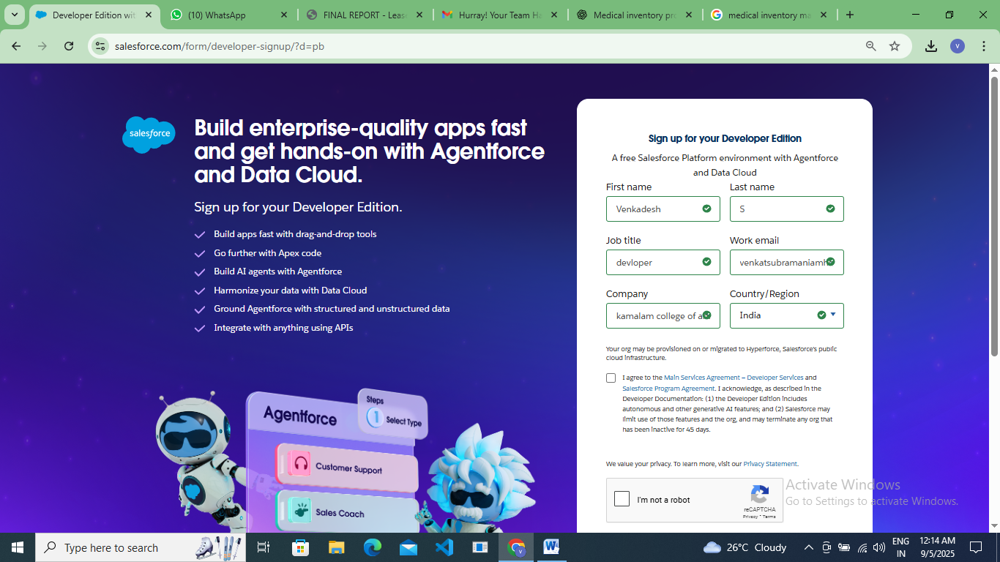 Developer Edition wit
(10) WhatsApp
FINAL REPORT - Leas
Hurray! Your Team Ha
Medical inventory pro
medical inventory ma
salesforce.com/form/developer-signup/?d=pb
V
salesforce
Build enterprise-quality apps fast
and get hands-on with Agentforce
and Data Cloud.
Sign up for your Developer Edition.
Build apps fast with drag-and-drop tools
Go further with Apex code
Build AI agents with Agentforce
Harmonize your data with Data Cloud
Ground Agentforce with structured and unstructured data
Integrate with anything using APIs
Agentforce
Steps
1 Select Type
Customer Support
Sales Coach
Sign up for your Developer Edition
A free Salesforce Platform environment with Agentforce
and Data Cloud
First name Last name
Venkadesh S
Job title Work email
devloper venkatsubramaniamh
Company Country/Region
kamalam college of a India
Your org may be provisioned on or migrated to Hyperforce, Salesforce's public
cloud infrastructure.
I agree to the Main Services Agreement – Developer Services and
Salesforce Program Agreement. I acknowledge, as described in the
Developer Documentation: (1) the Developer Edition includes
autonomous and other generative AI features; and (2) Salesforce may
limit use of those features and the org, and may terminate any org that
has been inactive for 45 days.
We value your privacy. To learn more, visit our Privacy Statement.
I'm not a robot
reCAPTCHA
Privacy - Terms
Activate Windows
Go to Settings to activate Windows.
Type here to search
26°C Cloudy
ENG
IN
12:14 AM
9/5/2025